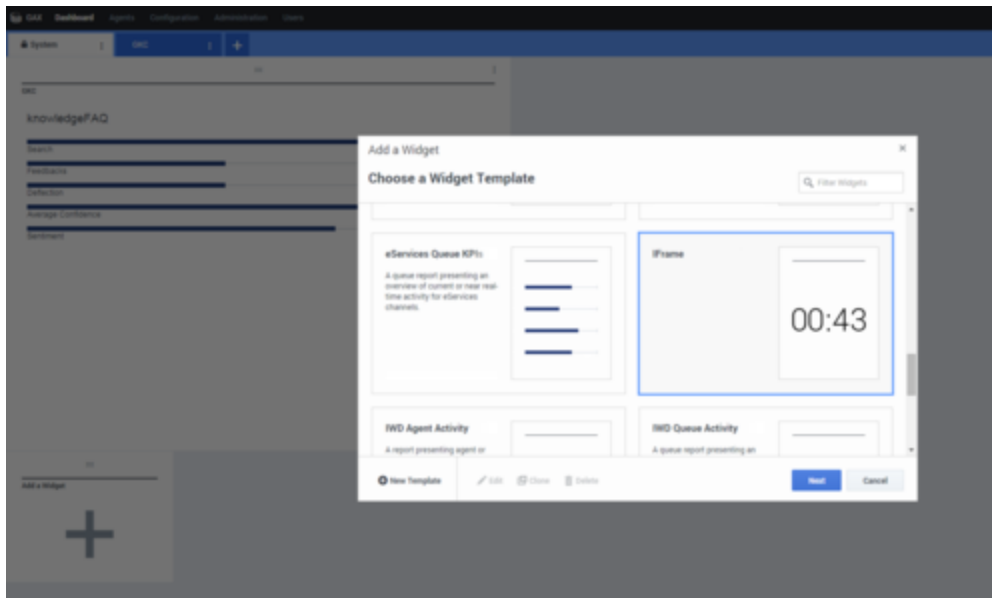 GAX Dashboard Agents Configuration Administration Users
System
GKC
GKC
knowledgeFAQ
Search
Feedbacks
Deflection
Average Confidence
Sentiment
Add a Widget
Choose a Widget Template
Filter Widgets
eServices Queue KPIs
A queue report presenting an
overview of current or near real-
time activity for eServices
channels.
IFrame
00:43
IWD Agent Activity
A report presenting agent or
IWD Queue Activity
A queue report presenting an
New Template Edit Clone Delete
Next Cancel
Add a Widget